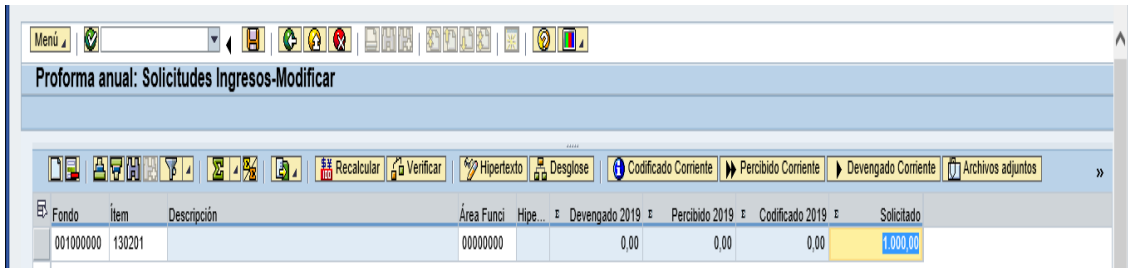 Menú
Proforma anual: Solicitudes Ingresos-Modificar
Recalcular Verificar Hipertexto Desglose Codificado Corriente Percibido Corriente Devengado Corriente Archivos adjuntos »
Fondo Ítem Descripción Área Funci Hipe... Σ Devengado 2019 Σ Percibido 2019 Σ Codificado 2019 Σ Solicitado
001000000 130201 00000000 0,00 0,00 0,00 1.000,00